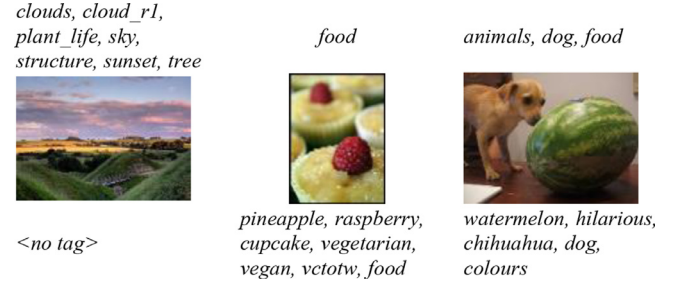 clouds, cloud_r1,
plant_life, sky,
structure, sunset, tree
food
animals, dog, food
<no tag>
pineapple, raspberry,
cupcake, vegetarian,
vegan, vctotw, food
watermelon, hilarious,
chihuahua, dog,
colours